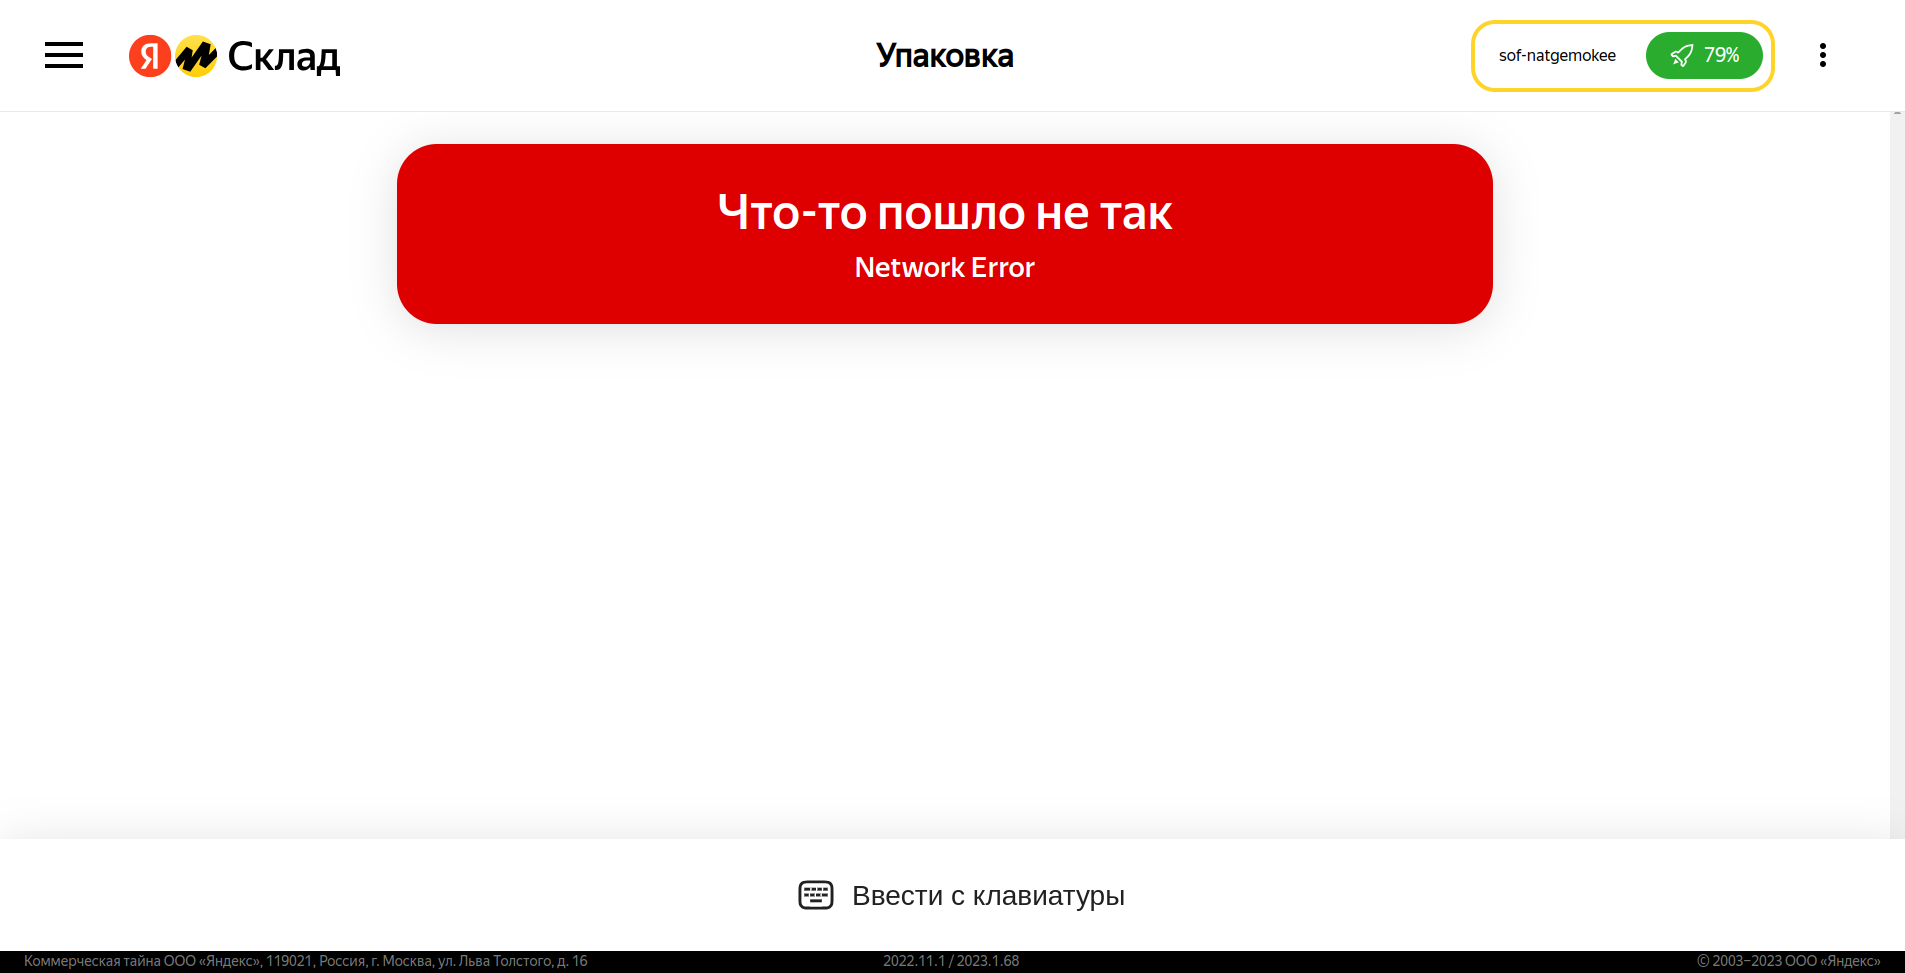 Я Склад
Упаковка
sof-natgemokee
79%
Что-то пошло не так
Network Error
Ввести с клавиатуры
Коммерческая тайна ООО «Яндекс», 119021, Россия, г. Москва, ул. Льва Толстого, д. 16
2022.11.1 / 2023.1.68
© 2003–2023 ООО «Яндекс»